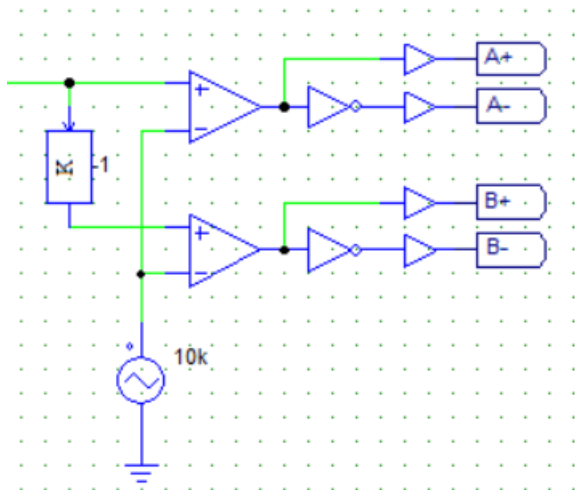 A+
+
A-
-
K
-1
B+
+
B-
-
10k